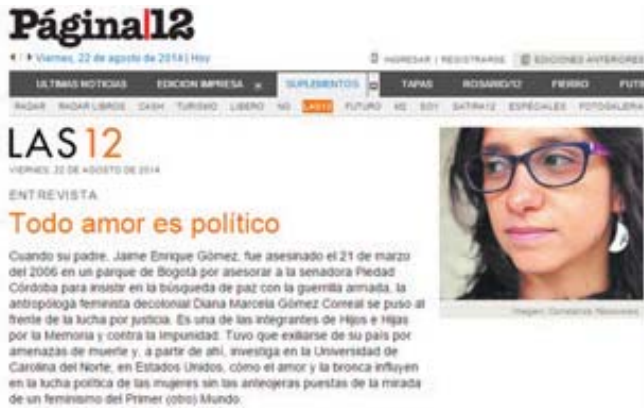 Página|12
Viernes, 22 de agosto de 2014 | Hoy
INGRESAR | REGISTRARSE EDICIONES ANTERIORES
ULTIMAS NOTICIAS EDICION IMPRESA SUPLEMENTOS TAPAS ROSARIO/12 FIERRO FUTU
RADAR RADAR LIBROS CASH TURISMO LIBERO NO LAS12 FUTURO M2 SOY SATIRA12 ESPECIALES FOTOGALERIA
LAS12
VIERNES, 22 DE AGOSTO DE 2014
ENTREVISTA
Todo amor es político
Cuando su padre, Jaime Enrique Gómez, fue asesinado el 21 de marzo
del 2006 en un parque de Bogotá por asesorar a la senadora Piedad
Córdoba para insistir en la búsqueda de paz con la guerrilla armada, la
antropóloga feminista decolonial Diana Marcela Gómez Correal se puso al
frente de la lucha por justicia. Es una de las integrantes de Hijos e Hijas
por la Memoria y contra la Impunidad. Tuvo que exiliarse de su país por
amenazas de muerte y, a partir de ahí, investiga en la Universidad de
Carolina del Norte, en Estados Unidos, cómo el amor y la bronca influyen
en la lucha política de las mujeres sin las anteojeras puestas de la mirada
de un feminismo del Primer (otro) Mundo.
Imagen: Constanza